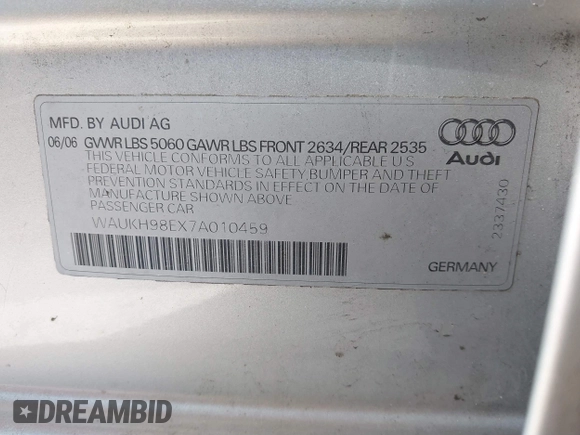 MFD. BY AUDI AG
06/06 GVWR LBS 5060 GAWR LBS FRONT 2634/REAR 2535
THIS VEHICLE CONFORMS TO ALL APPLICABLE U S
FEDERAL MOTOR VEHICLE SAFETY BUMPER AND THEFT
PREVENTION STANDARDS IN EFFECT ON THE DATE OF
MANUFACTURE SHOWN ABOVE
PASSENGER CAR
WAUKH98EX7A010459
Audi
2337430
GERMANY
DREAMBID